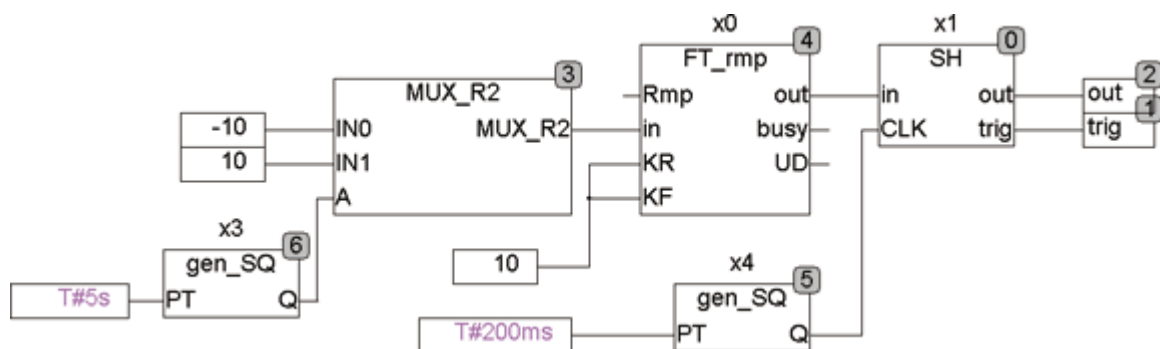 x0 x1
4 0
3 FT_rmp SH
MUX_R2 Rmp out in out out 2
-10 IN0 MUX_R2 in busy CLK trig trig 1
10 IN1 KR UD
A KF
x3
6
gen_SQ 10 x4
T#5s PT Q 5
gen_SQ
T#200ms PT Q